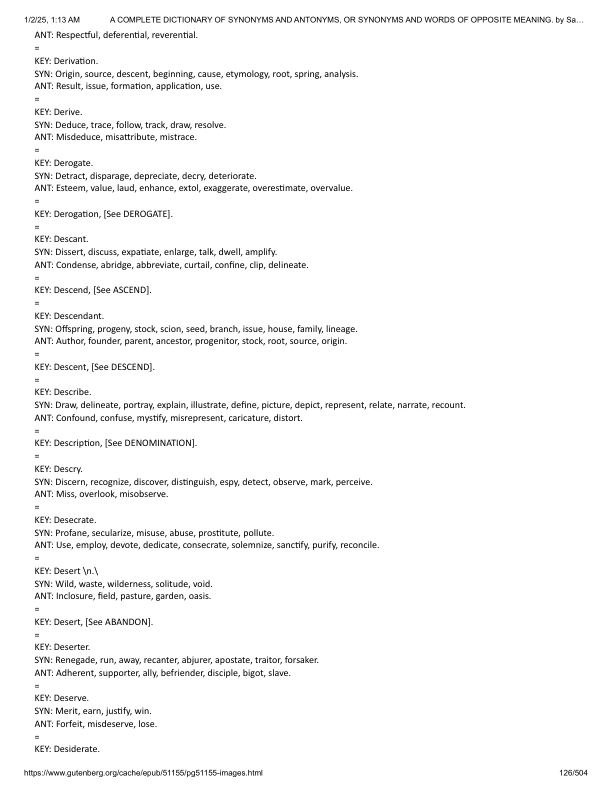 1/2/25, 1:13 AM A COMPLETE DICTIONARY OF SYNONYMS AND ANTONYMS, OR SYNONYMS AND WORDS OF OPPOSITE MEANING. by Sa…
ANT: Respectful, deferential, reverential.
=
KEY: Derivation.
SYN: Origin, source, descent, beginning, cause, etymology, root, spring, analysis.
ANT: Result, issue, formation, application, use.
=
KEY: Derive.
SYN: Deduce, trace, follow, track, draw, resolve.
ANT: Misdeduce, misattribute, mistrace.
=
KEY: Derogate.
SYN: Detract, disparage, depreciate, decry, deteriorate.
ANT: Esteem, value, laud, enhance, extol, exaggerate, overestimate, overvalue.
=
KEY: Derogation, [See DEROGATE].
=
KEY: Descant.
SYN: Dissert, discuss, expatiate, enlarge, talk, dwell, amplify.
ANT: Condense, abridge, abbreviate, curtail, confine, clip, delineate.
=
KEY: Descend, [See ASCEND].
=
KEY: Descendant.
SYN: Offspring, progeny, stock, scion, seed, branch, issue, house, family, lineage.
ANT: Author, founder, parent, ancestor, progenitor, stock, root, source, origin.
=
KEY: Descent, [See DESCEND].
=
KEY: Describe.
SYN: Draw, delineate, portray, explain, illustrate, define, picture, depict, represent, relate, narrate, recount.
ANT: Confound, confuse, mystify, misrepresent, caricature, distort.
=
KEY: Description, [See DENOMINATION].
=
KEY: Descry.
SYN: Discern, recognize, discover, distinguish, espy, detect, observe, mark, perceive.
ANT: Miss, overlook, misobserve.
=
KEY: Desecrate.
SYN: Profane, secularize, misuse, abuse, prostitute, pollute.
ANT: Use, employ, devote, dedicate, consecrate, solemnize, sanctify, purify, reconcile.
=
KEY: Desert \n.\
SYN: Wild, waste, wilderness, solitude, void.
ANT: Inclosure, field, pasture, garden, oasis.
=
KEY: Desert, [See ABANDON].
=
KEY: Deserter.
SYN: Renegade, run, away, recanter, abjurer, apostate, traitor, forsaker.
ANT: Adherent, supporter, ally, befriender, disciple, bigot, slave.
=
KEY: Deserve.
SYN: Merit, earn, justify, win.
ANT: Forfeit, misdeserve, lose.
=
KEY: Desiderate.
https://www.gutenberg.org/cache/epub/51155/pg51155-images.html 126/504